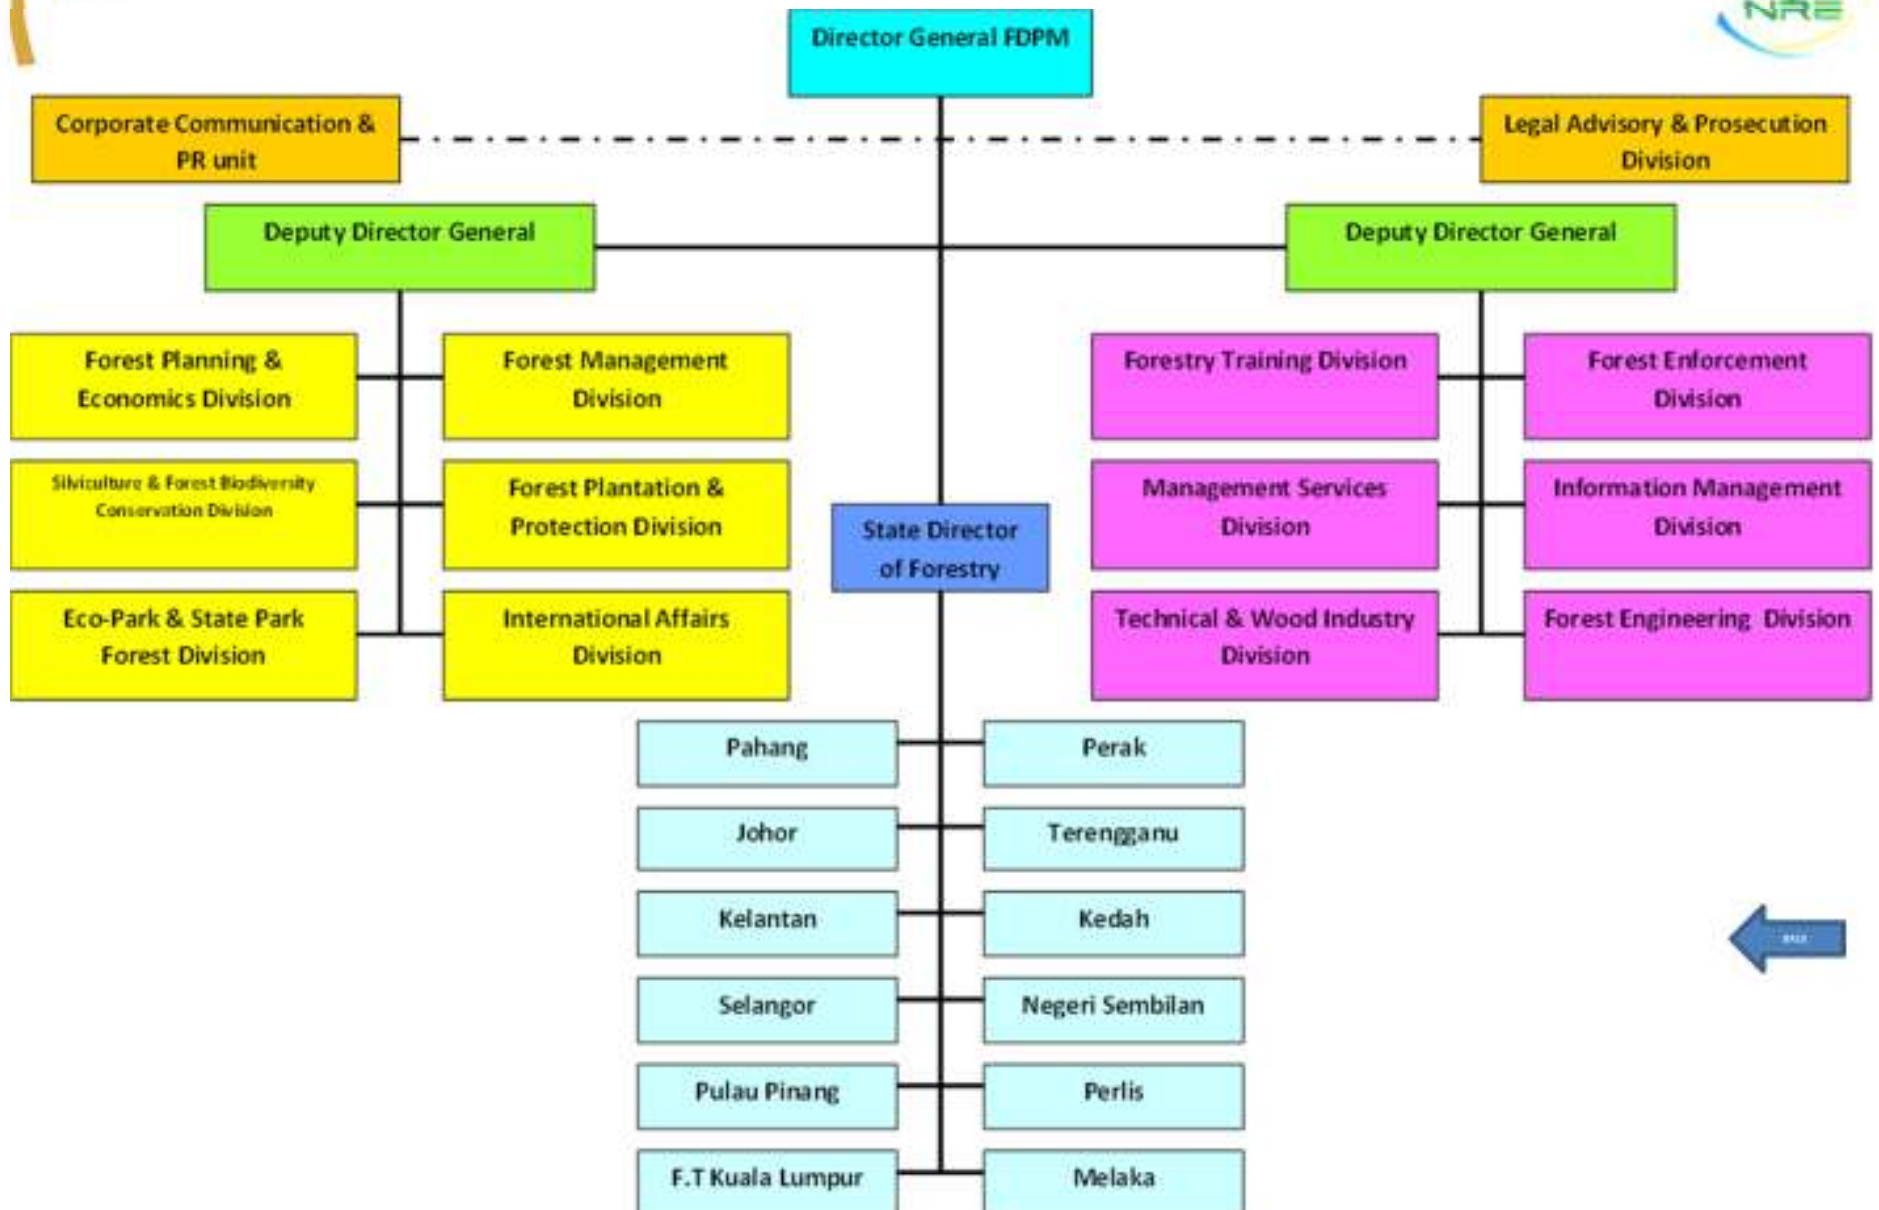 NRE
Director General FDPM
Corporate Communication &
PR unit
Legal Advisory & Prosecution
Division
Deputy Director General
Deputy Director General
Forest Planning &
Economics Division
Forest Management
Division
Forestry Training Division
Forest Enforcement
Division
Silviculture & Forest Biodiversity
Conservation Division
Forest Plantation &
Protection Division
State Director
of Forestry
Management Services
Division
Information Management
Division
Eco-Park & State Park
Forest Division
International Affairs
Division
Technical & Wood Industry
Division
Forest Engineering Division
Pahang
Perak
Johor
Terengganu
Kelantan
Kedah
Selangor
Negeri Sembilan
Pulau Pinang
Perlis
F.T Kuala Lumpur
Melaka